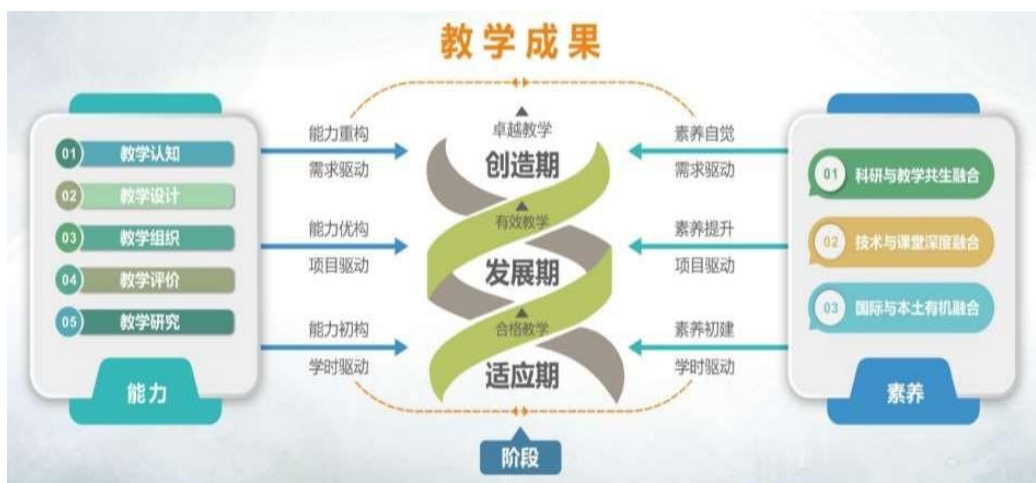 教学成果
01 教学认知
02 教学设计
03 教学组织
04 教学评价
05 教学研究
能力
能力重构
需求驱动
能力优构
项目驱动
能力初构
学时驱动
卓越教学
创造期
有效教学
发展期
合格教学
适应期
阶段
素养自觉
需求驱动
素养提升
项目驱动
素养初建
学时驱动
01 科研与教学共生融合
02 技术与课堂深度融合
03 国际与本土有机融合
素养